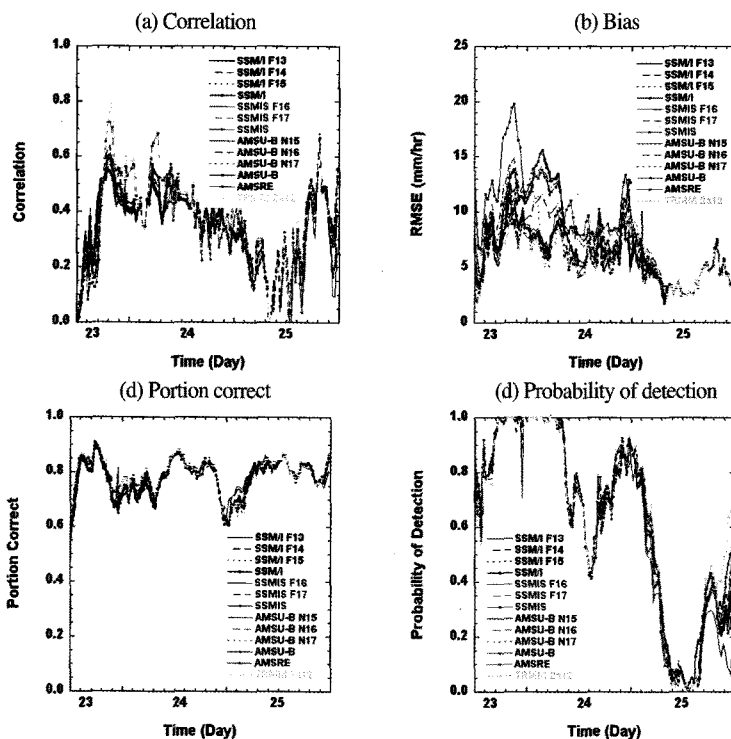 (a) Correlation
1.0
0.8
0.6
0.4
0.2
0.0
Correlation
23
24
25
Time (Day)
SSM/I F13
SSM/I F14
SSM/I F15
SSM/I
SSMIS F16
SSMIS F17
SSMIS
AMSU-B N15
AMSU-B N16
AMSU-B N17
AMSU-B
AMSRE
(b) Bias
25
20
15
10
5
0
RMSE (mm/hr)
23
24
25
Time (Day)
SSM/I F13
SSM/I F14
SSM/I F15
SSM/I
SSMIS F16
SSMIS F17
SSMIS
AMSU-B N15
AMSU-B N16
AMSU-B N17
AMSU-B
AMSRE
TRMM 2a12
(d) Portion correct
1.0
0.8
0.6
0.4
0.2
0.0
Portion Correct
23
24
25
Time (Day)
SSM/I F13
SSM/I F14
SSM/I F15
SSM/I
SSMIS F16
SSMIS F17
SSMIS
AMSU-B N15
AMSU-B N16
AMSU-B N17
AMSU-B
AMSRE
(d) Probability of detection
1.0
0.8
0.6
0.4
0.2
0.0
Probability of Detection
23
24
25
Time (Day)
SSM/I F13
SSM/I F14
SSM/I F15
SSM/I
SSMIS F16
SSMIS F17
SSMIS
AMSU-B N15
AMSU-B N16
AMSU-B N17
AMSU-B
AMSRE